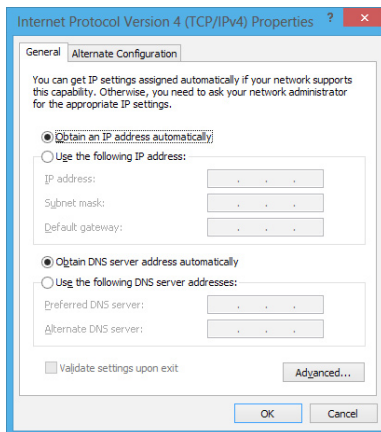 Internet Protocol Version 4 (TCP/IPv4) Properties ? ×
General Alternate Configuration
You can get IP settings assigned automatically if your network supports
this capability. Otherwise, you need to ask your network administrator
for the appropriate IP settings.
Obtain an IP address automatically
Use the following IP address:
IP address: . . .
Subnet mask: . . .
Default gateway: . . .
Obtain DNS server address automatically
Use the following DNS server addresses:
Preferred DNS server: . . .
Alternate DNS server: . . .
Validate settings upon exit
Advanced...
OK Cancel